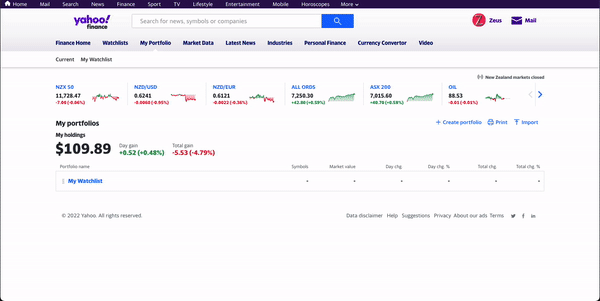 Home Mail News Finance Sport TV Lifestyle Entertainment Mobile Horoscopes More
yahoo! finance
Search for news, symbols or companies
Z Zeus Mail
Finance Home Watchlists My Portfolio Market Data Latest News Industries Personal Finance Currency Convertor Video
Current My Watchlist
New Zealand markets closed
NZX 50 NZD/USD NZD/EUR ALL ORDS ASX 200 OIL
11,728.47 0.6241 0.6121 7,250.30 7,015.60 88.53
-7.06 (-0.06%) -0.0060 (-0.95%) -0.0022 (-0.36%) +42.80 (+0.59%) +40.70 (+0.58%) -0.01 (-0.01%)
My portfolios
+ Create portfolio Print Import
My holdings
$109.89
Day gain Total gain
+0.52 (+0.48%) -5.53 (-4.79%)
Portfolio name Symbols Market value Day chg. Day chg. % Total chg. Total chg. %
My Watchlist - - - - - -
© 2022 Yahoo. All rights reserved.
Data disclaimer Help Suggestions Privacy About our ads Terms